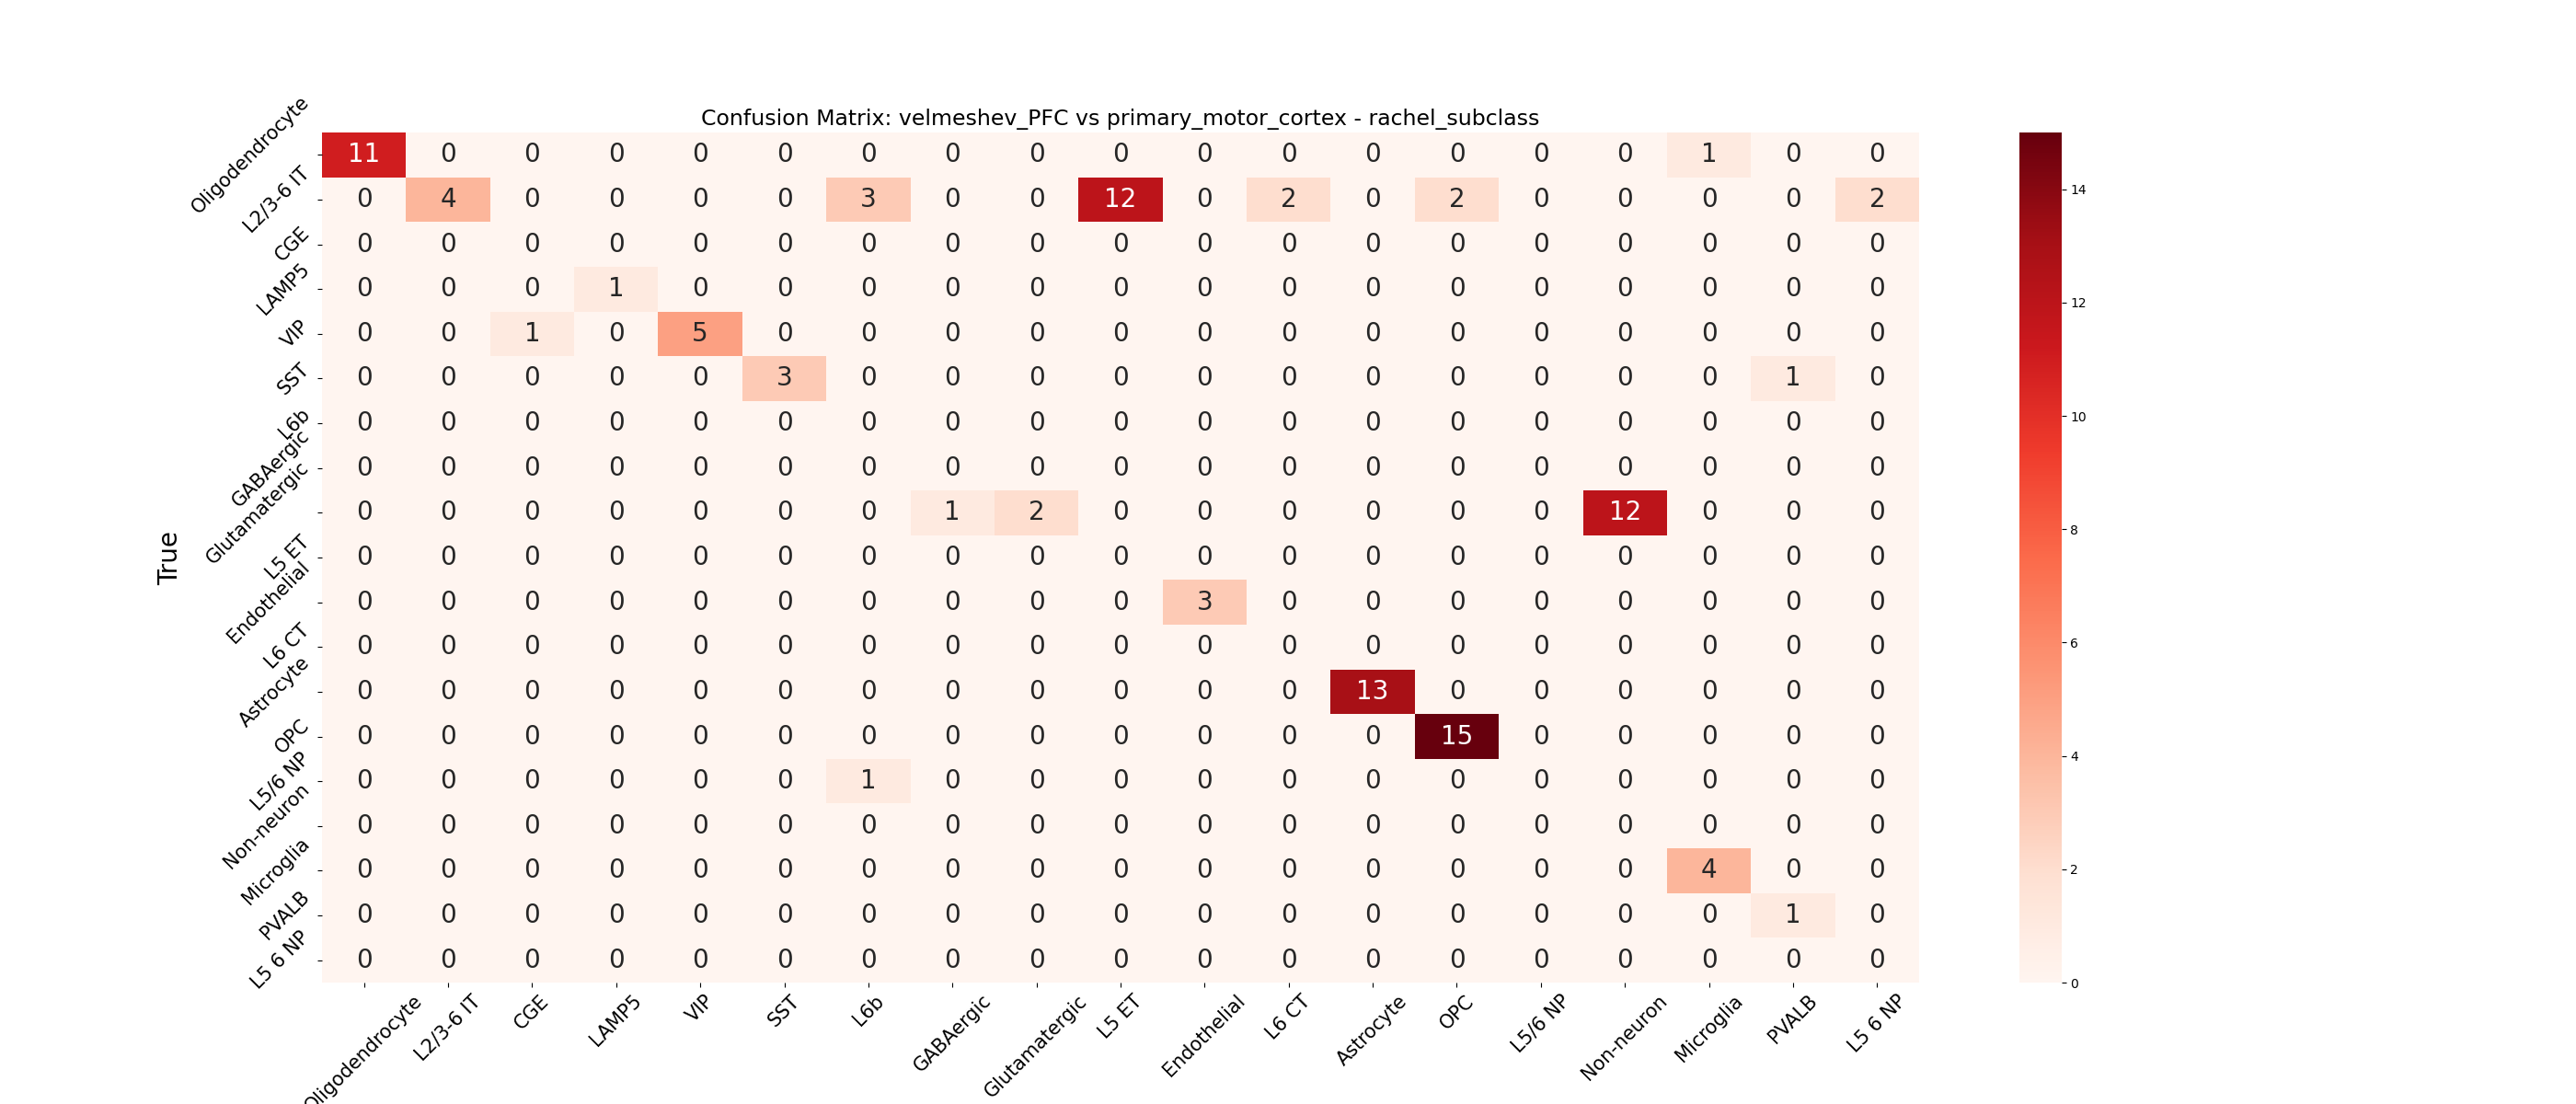 Confusion Matrix: velmeshev_PFC vs primary_motor_cortex - rachel_subclass
True
Oligodendrocyte 11 0 0 0 0 0 0 0 0 0 0 0 0 0 0 0 1 0 0
L2/3-6 IT 0 4 0 0 0 0 3 0 0 12 0 2 0 2 0 0 0 0 2
CGE 0 0 0 0 0 0 0 0 0 0 0 0 0 0 0 0 0 0 0
LAMP5 0 0 0 1 0 0 0 0 0 0 0 0 0 0 0 0 0 0 0
VIP 0 0 1 0 5 0 0 0 0 0 0 0 0 0 0 0 0 0 0
SST 0 0 0 0 0 3 0 0 0 0 0 0 0 0 0 0 0 1 0
L6b 0 0 0 0 0 0 0 0 0 0 0 0 0 0 0 0 0 0 0
GABAergic 0 0 0 0 0 0 0 0 0 0 0 0 0 0 0 0 0 0 0
Glutamatergic 0 0 0 0 0 0 0 1 2 0 0 0 0 0 0 12 0 0 0
L5 ET 0 0 0 0 0 0 0 0 0 0 0 0 0 0 0 0 0 0 0
Endothelial 0 0 0 0 0 0 0 0 0 0 3 0 0 0 0 0 0 0 0
L6 CT 0 0 0 0 0 0 0 0 0 0 0 0 0 0 0 0 0 0 0
Astrocyte 0 0 0 0 0 0 0 0 0 0 0 0 13 0 0 0 0 0 0
OPC 0 0 0 0 0 0 0 0 0 0 0 0 0 15 0 0 0 0 0
L5/6 NP 0 0 0 0 0 0 1 0 0 0 0 0 0 0 0 0 0 0 0
Non-neuron 0 0 0 0 0 0 0 0 0 0 0 0 0 0 0 0 0 0 0
Microglia 0 0 0 0 0 0 0 0 0 0 0 0 0 0 0 0 4 0 0
PVALB 0 0 0 0 0 0 0 0 0 0 0 0 0 0 0 0 0 1 0
L5 6 NP 0 0 0 0 0 0 0 0 0 0 0 0 0 0 0 0 0 0 0
Oligodendrocyte L2/3-6 IT CGE LAMP5 VIP SST L6b GABAergic Glutamatergic L5 ET Endothelial L6 CT Astrocyte OPC L5/6 NP Non-neuron Microglia PVALB L5 6 NP
14
12
10
8
6
4
2
0